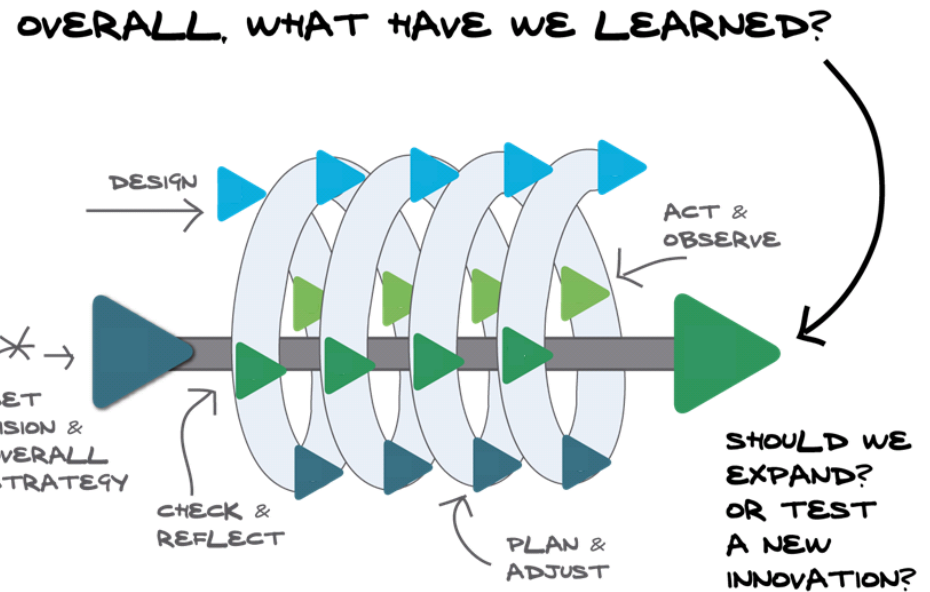 OVERALL, WHAT HAVE WE LEARNED?
DESIGN
ACT &
OBSERVE
ET
ISION &
VERALL
TRATEGY
CHECK &
REFLECT
PLAN &
ADJUST
SHOULD WE
EXPAND?
OR TEST
A NEW
INNOVATION?